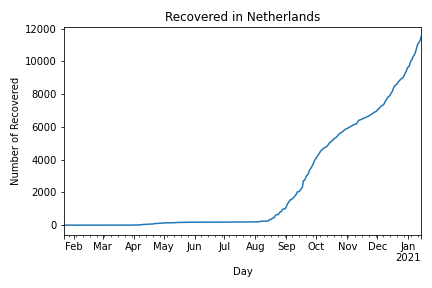 Recovered in Netherlands
12000
10000
8000
6000
4000
2000
0
Number of Recovered
Feb Mar Apr May Jun Jul Aug Sep Oct Nov Dec Jan
2021
Day